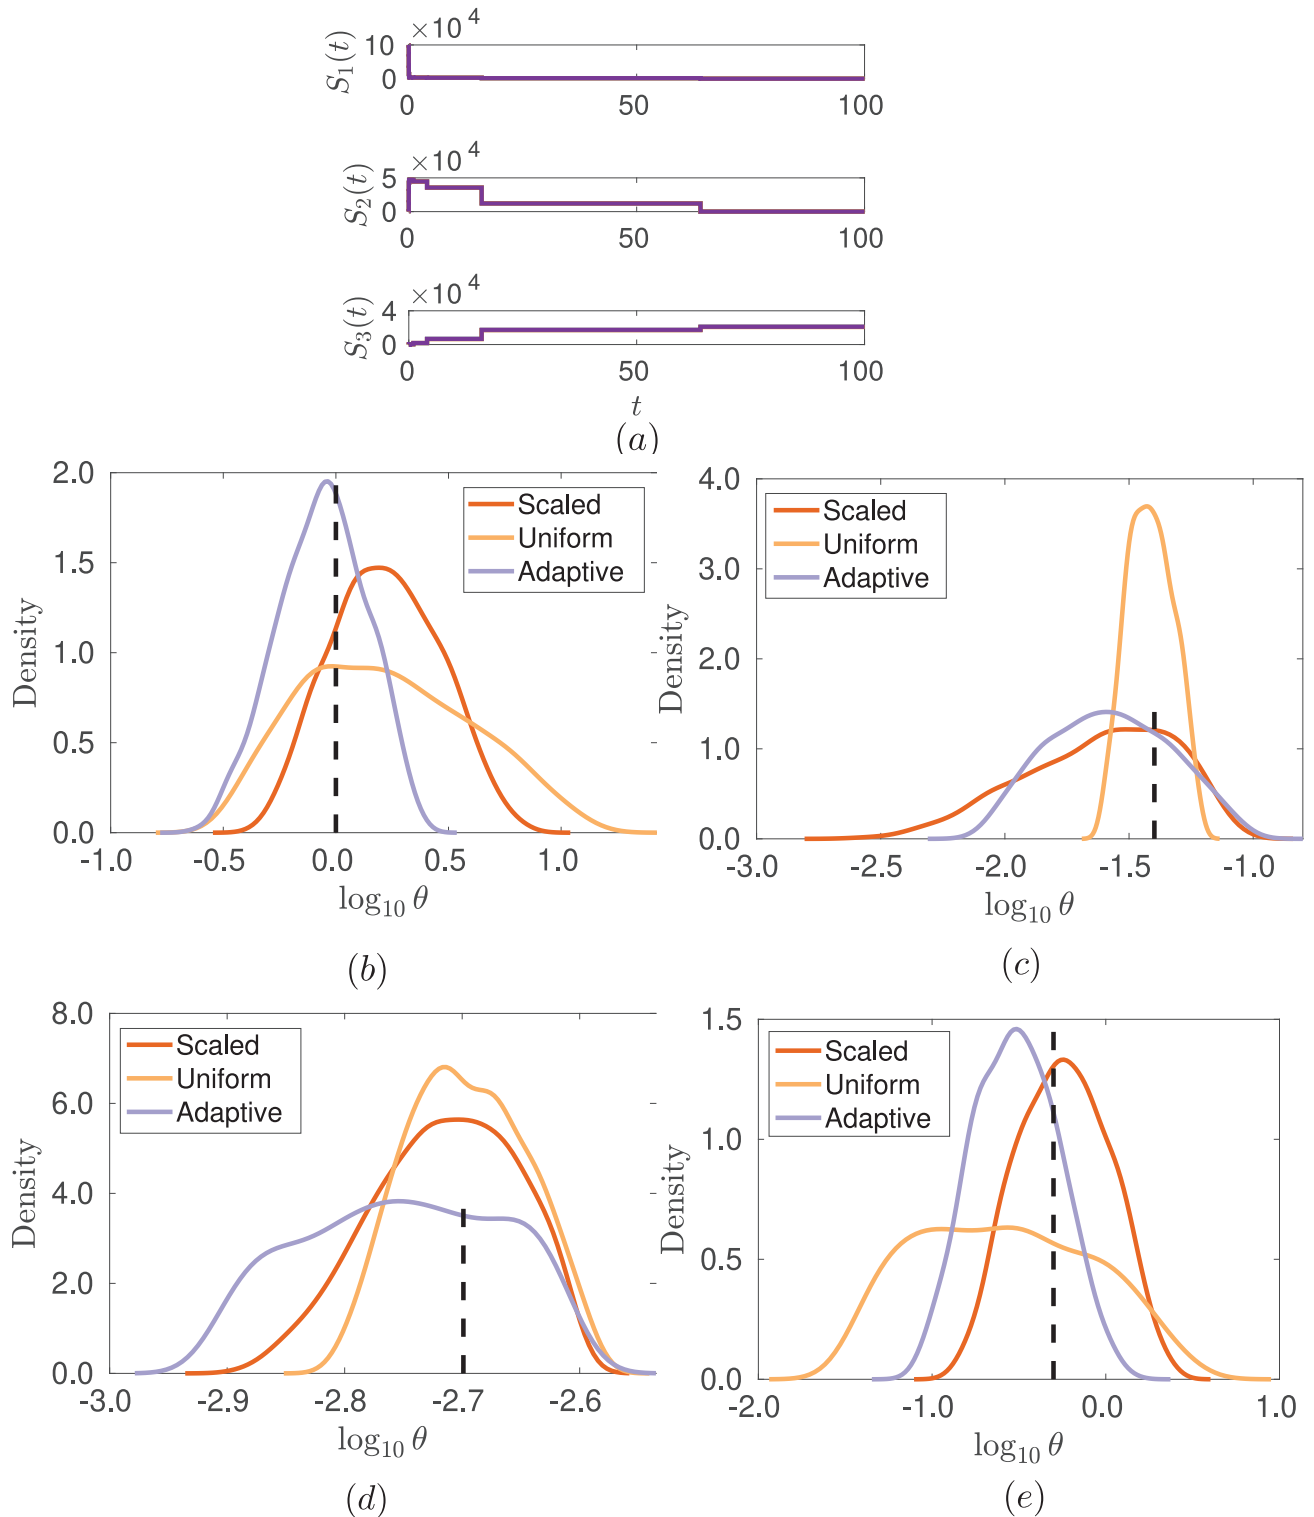 ×10 4
S1(t)
10
0
0
50
100
×10 4
S2(t)
5
0
0
50
100
×10 4
S3(t)
4
0
0
50
100
t
(a)
Density
2.0
1.5
1.0
0.5
0.0
Scaled
Uniform
Adaptive
-1.0
-0.5
0.0
0.5
1.0
log10 θ
(b)
Density
4.0
3.0
2.0
1.0
0.0
Scaled
Uniform
Adaptive
-3.0
-2.5
-2.0
-1.5
-1.0
log10 θ
(c)
Density
8.0
6.0
4.0
2.0
0.0
Scaled
Uniform
Adaptive
-3.0
-2.9
-2.8
-2.7
-2.6
log10 θ
(d)
Density
1.5
1.0
0.5
0.0
Scaled
Uniform
Adaptive
-2.0
-1.0
0.0
1.0
log10 θ
(e)